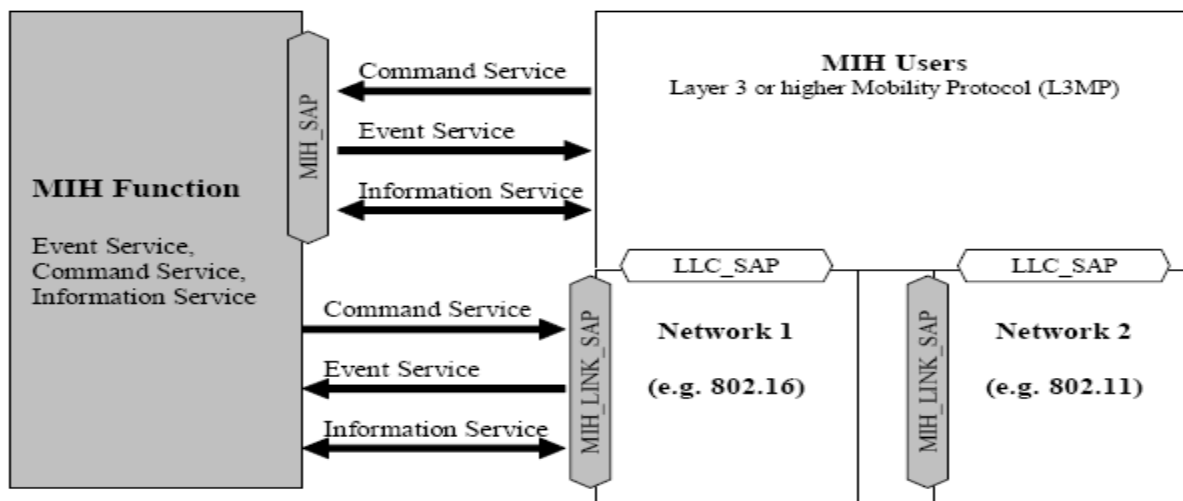 MIH Function
Event Service,
Command Service,
Information Service
MIH_SAP
Command Service
Event Service
Information Service
MIH Users
Layer 3 or higher Mobility Protocol (L3MP)
Command Service
Event Service
Information Service
MIH_LINK_SAP
LLC_SAP
Network 1
(e.g. 802.16)
MIH_LINK_SAP
LLC_SAP
Network 2
(e.g. 802.11)